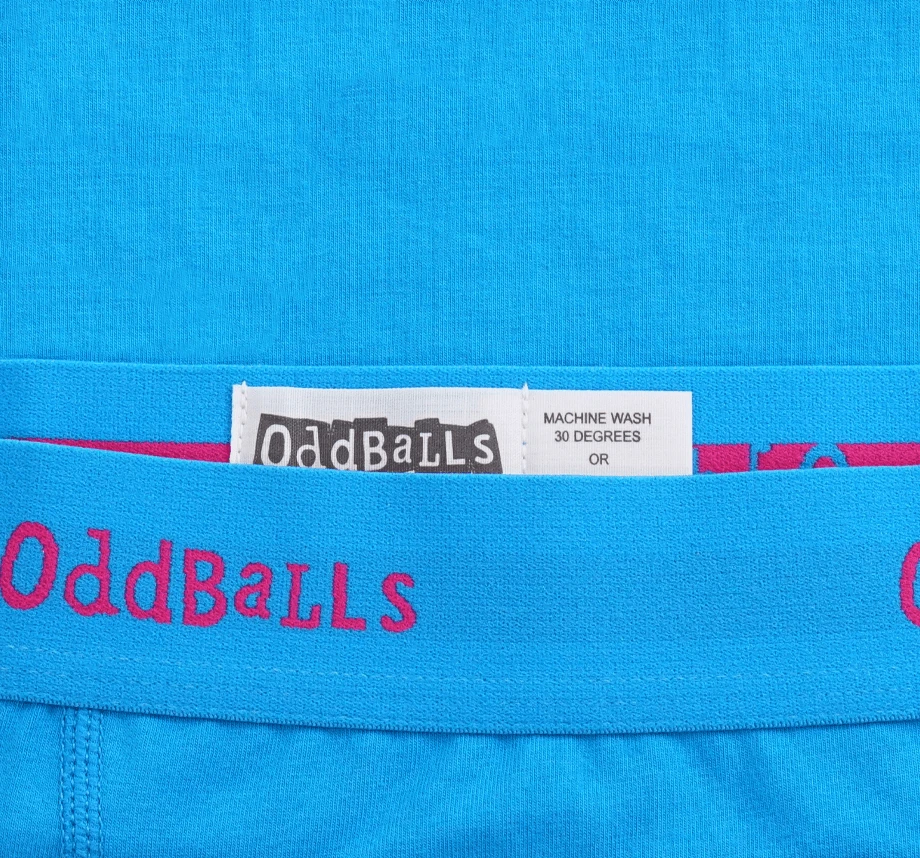 OddBaLLs
MACHINE WASH
30 DEGREES
OR
OddBaLLs